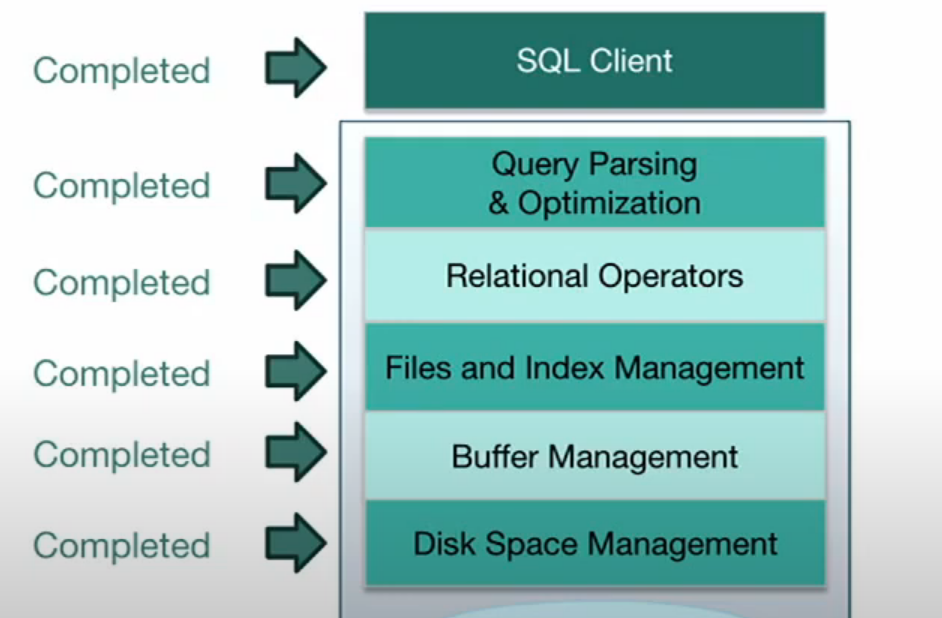 Completed
SQL Client
Completed
Query Parsing
& Optimization
Completed
Relational Operators
Completed
Files and Index Management
Completed
Buffer Management
Completed
Disk Space Management